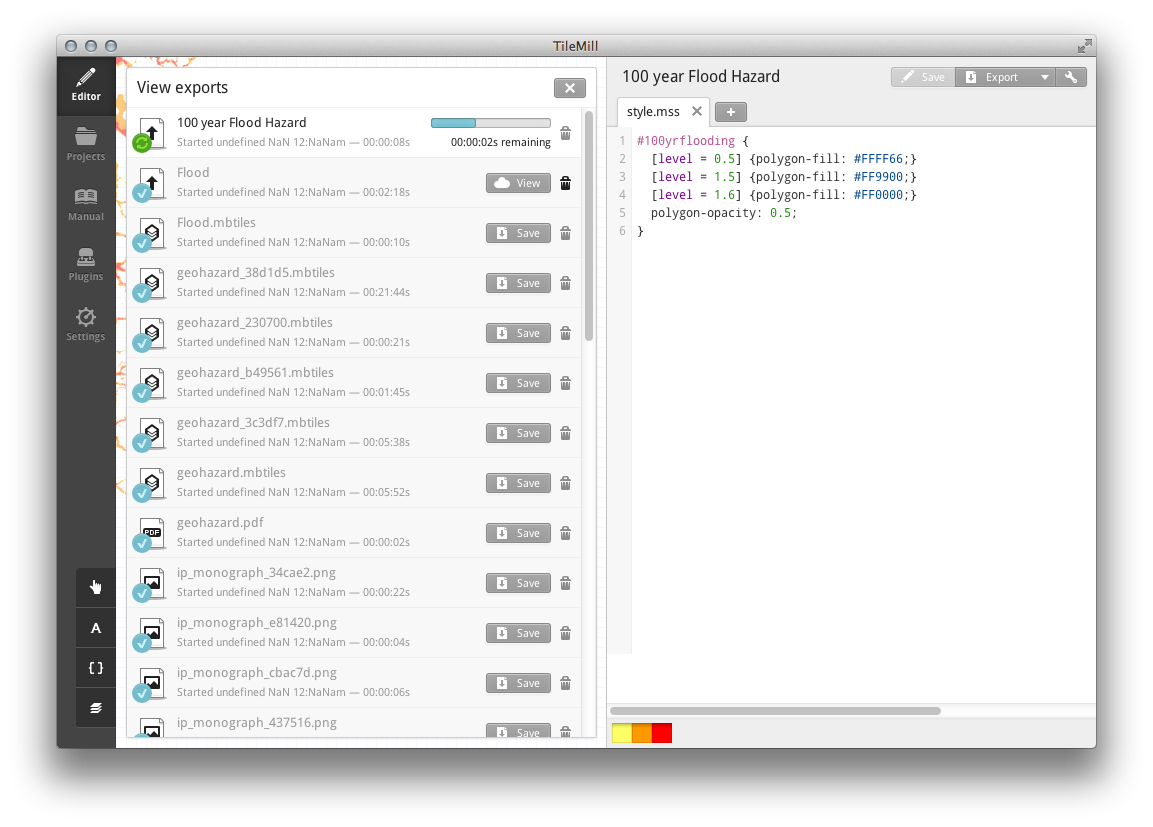 TileMill
Editor
Projects
Manual
Plugins
Settings
A
{ }
View exports
100 year Flood Hazard
Started undefined NaN 12:NaNam — 00:00:08s
00:00:02s remaining
Flood
Started undefined NaN 12:NaNam — 00:02:18s
View
Flood.mbtiles
Started undefined NaN 12:NaNam — 00:00:10s
Save
geohazard_38d1d5.mbtiles
Started undefined NaN 12:NaNam — 00:21:44s
Save
geohazard_230700.mbtiles
Started undefined NaN 12:NaNam — 00:00:21s
Save
geohazard_b49561.mbtiles
Started undefined NaN 12:NaNam — 00:01:45s
Save
geohazard_3c3df7.mbtiles
Started undefined NaN 12:NaNam — 00:05:38s
Save
geohazard.mbtiles
Started undefined NaN 12:NaNam — 00:05:52s
Save
PDF
geohazard.pdf
Started undefined NaN 12:NaNam — 00:00:02s
Save
ip_monograph_34cae2.png
Started undefined NaN 12:NaNam — 00:00:22s
Save
ip_monograph_e81420.png
Started undefined NaN 12:NaNam — 00:00:04s
Save
ip_monograph_cbac7d.png
Started undefined NaN 12:NaNam — 00:00:06s
Save
ip_monograph_437516.png
Save
100 year Flood Hazard
Save
Export
style.mss
1 #100yrflooding {
2 [level = 0.5] {polygon-fill: #FFFF66;}
3 [level = 1.5] {polygon-fill: #FF9900;}
4 [level = 1.6] {polygon-fill: #FF0000;}
5 polygon-opacity: 0.5;
6 }